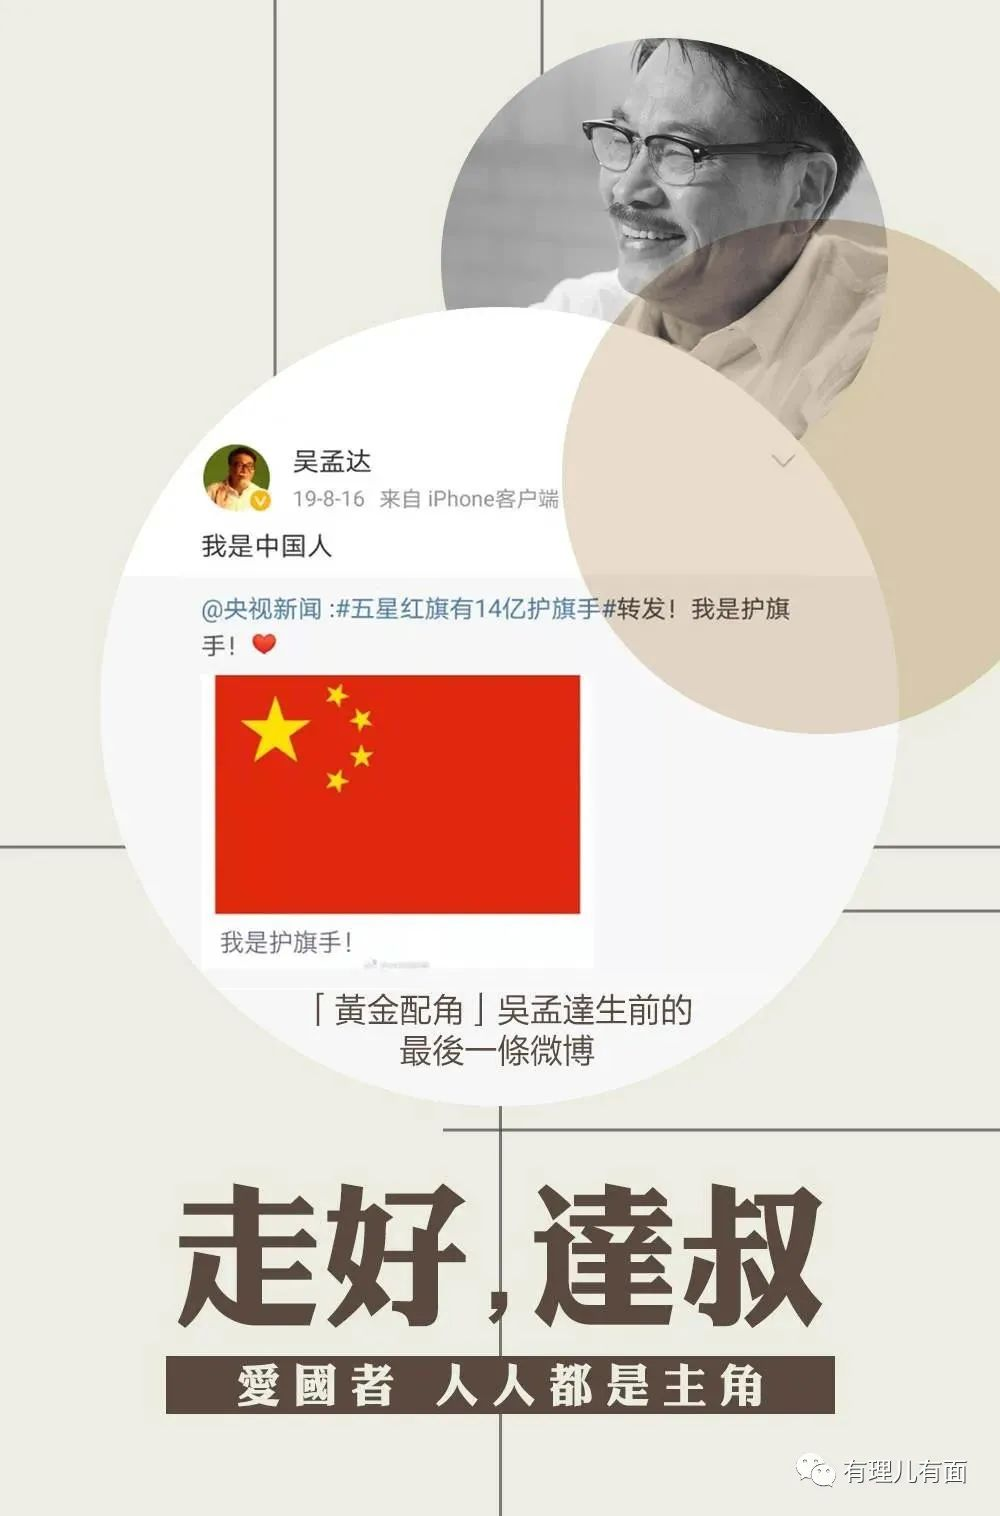 吴孟达
19-8-16 来自 iPhone客户端
我是中国人
@央视新闻 :#五星红旗有14亿护旗手#转发！我是护旗
手！
我是护旗手！
「黃金配角」吳孟達生前的
最後一條微博
走好,達叔
愛國者 人人都是主角
有理儿有面